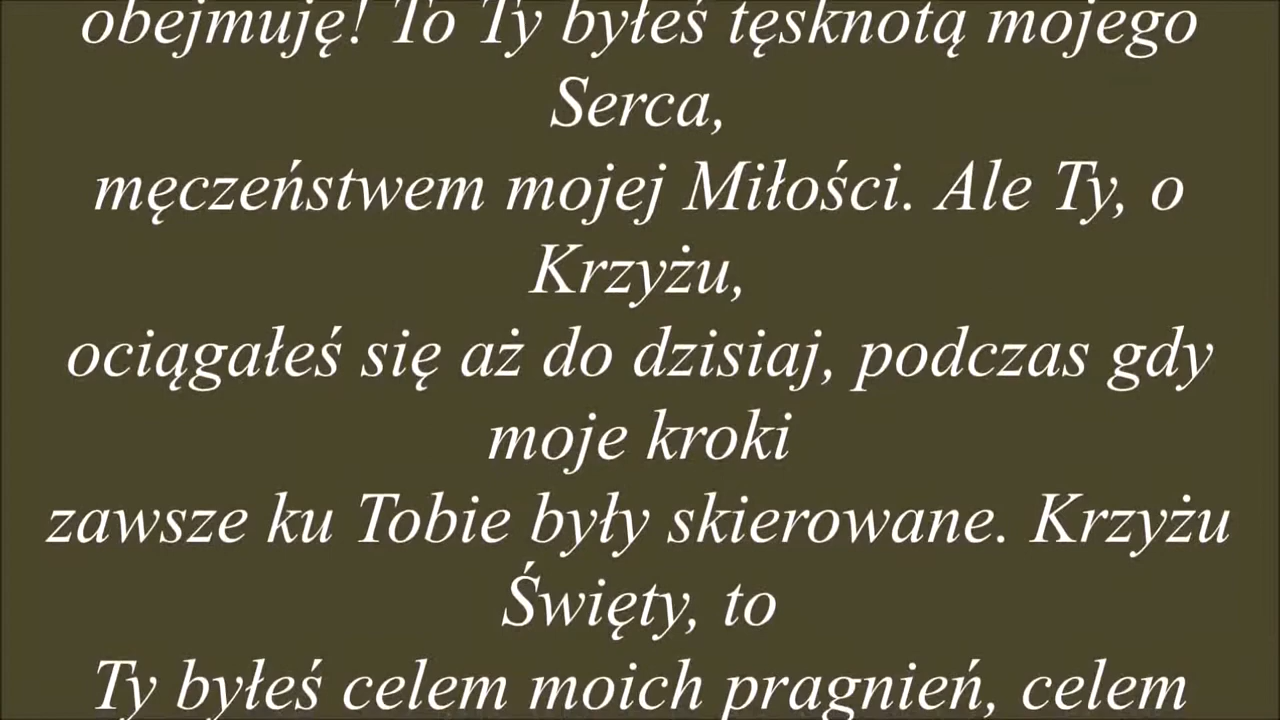 obejmuję! To Ty byłeś tęsknotą mojego
Serca,
męczeństwem mojej Miłości. Ale Ty, o
Krzyżu,
ociągałeś się aż do dzisiaj, podczas gdy
moje kroki
zawsze ku Tobie były skierowane. Krzyżu
Święty, to
Ty byłeś celem moich pragnień, celem